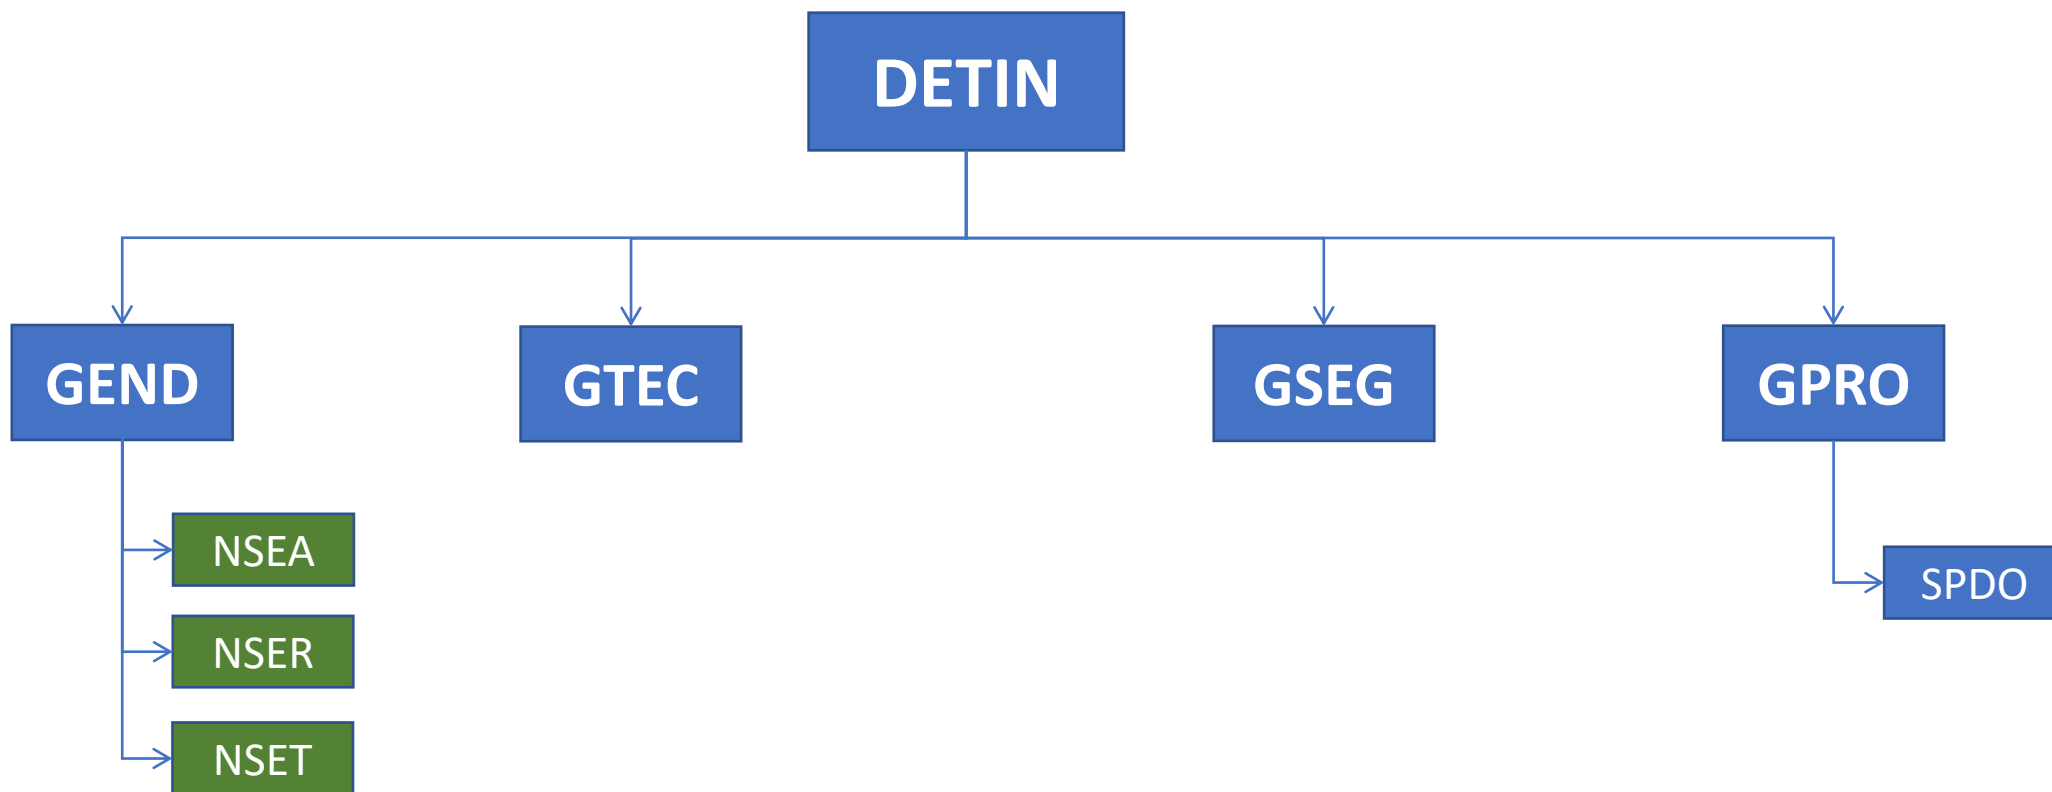 DETIN
GEND
GTEC
GSEG
GPRO
NSEA
SPDO
NSER
NSET